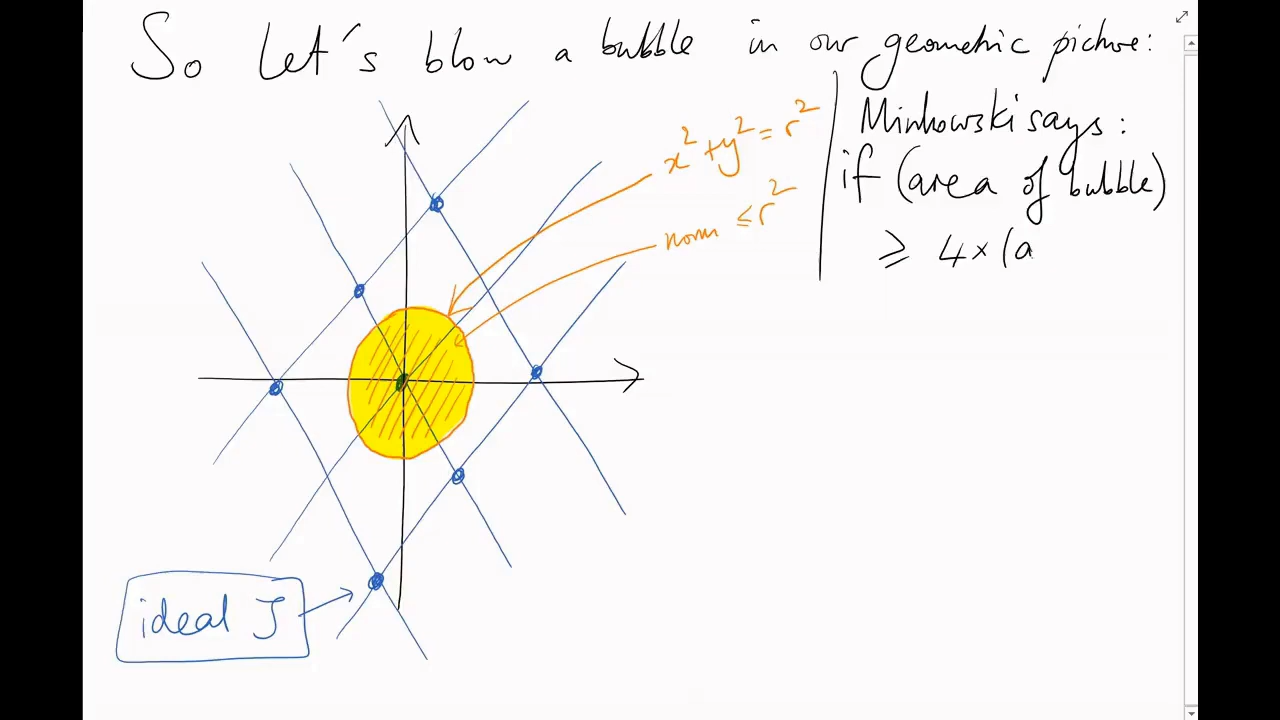 So let's blow a bubble in our geometric picture:
x² + y² = r²
norm ≤ r²
Minkowski says:
if (area of bubble)
≥ 4 × (a
ideal J